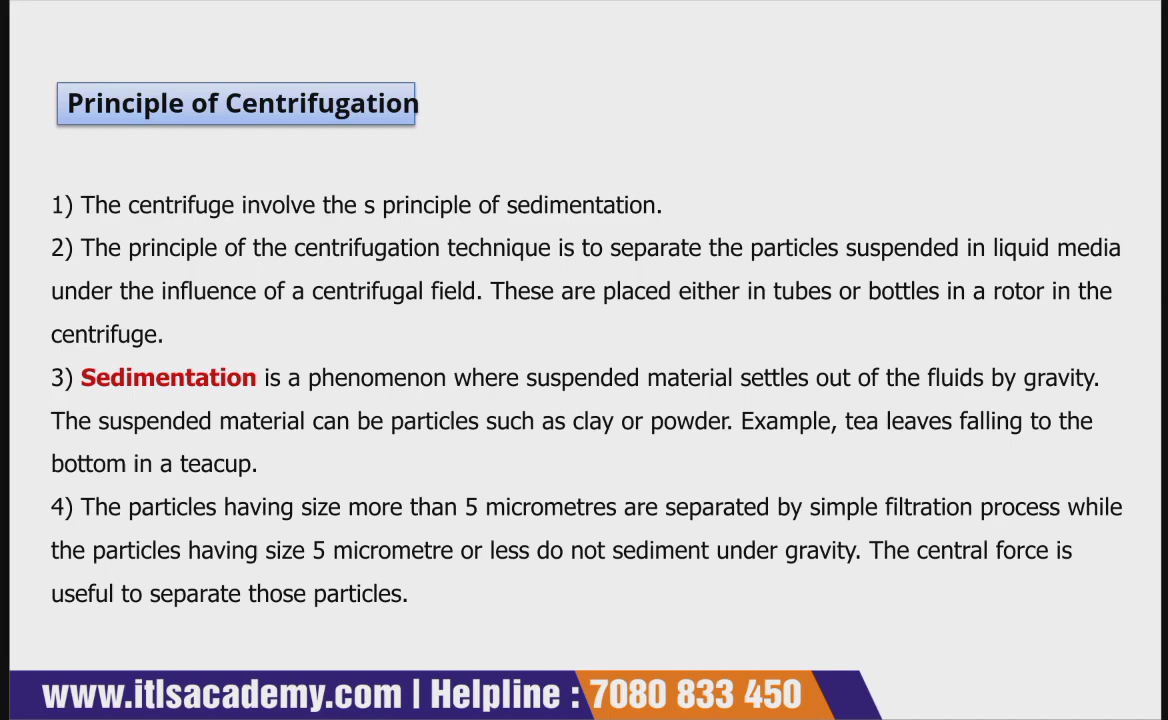 Principle of Centrifugation
1) The centrifuge involve the s principle of sedimentation.
2) The principle of the centrifugation technique is to separate the particles suspended in liquid media
under the influence of a centrifugal field. These are placed either in tubes or bottles in a rotor in the
centrifuge.
3) Sedimentation is a phenomenon where suspended material settles out of the fluids by gravity.
The suspended material can be particles such as clay or powder. Example, tea leaves falling to the
bottom in a teacup.
4) The particles having size more than 5 micrometres are separated by simple filtration process while
the particles having size 5 micrometre or less do not sediment under gravity. The central force is
useful to separate those particles.
www.itlsacademy.com | Helpline : 7080 833 450